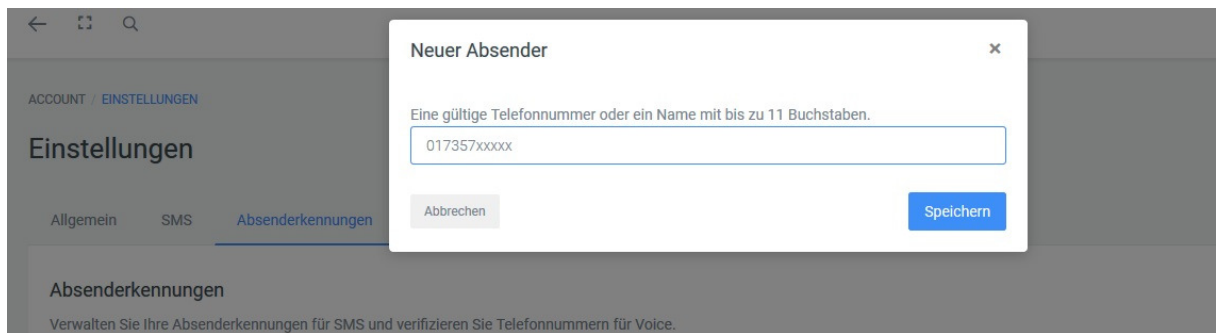 Neuer Absender
×
ACCOUNT / EINSTELLUNGEN
Eine gültige Telefonnummer oder ein Name mit bis zu 11 Buchstaben.
Einstellungen
017357xxxxx
Abbrechen
Speichern
Allgemein SMS Absenderkennungen
Absenderkennungen
Verwalten Sie Ihre Absenderkennungen für SMS und verifizieren Sie Telefonnummern für Voice.